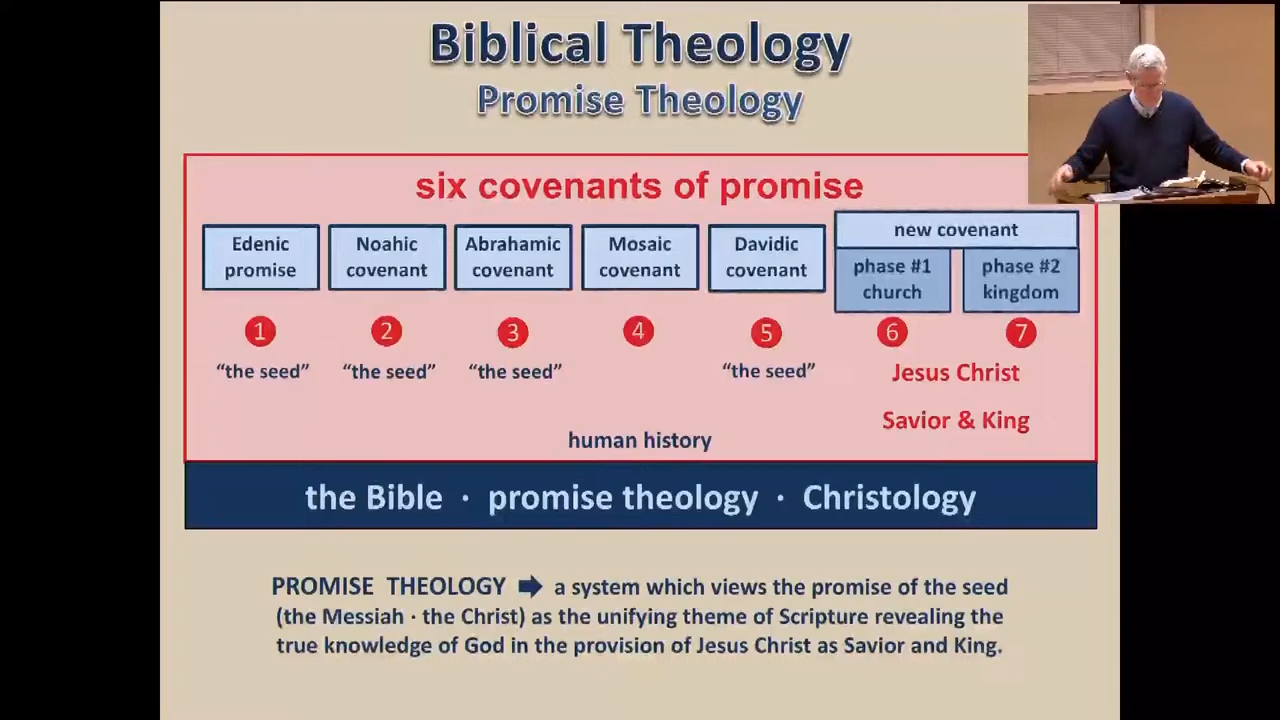 Biblical Theology
Promise Theology
six covenants of promise
Edenic
promise
Noahic
covenant
Abrahamic
covenant
Mosaic
covenant
Davidic
covenant
new covenant
phase #1
church
phase #2
kingdom
1
2
3
4
5
6
7
“the seed”
“the seed”
“the seed”
“the seed”
Jesus Christ
Savior & King
human history
the Bible · promise theology · Christology
PROMISE THEOLOGY ➡ a system which views the promise of the seed
(the Messiah · the Christ) as the unifying theme of Scripture revealing the
true knowledge of God in the provision of Jesus Christ as Savior and King.